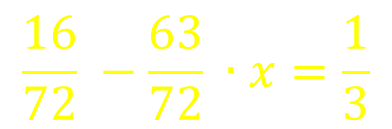 16/72 − 63/72 · x = 1/3